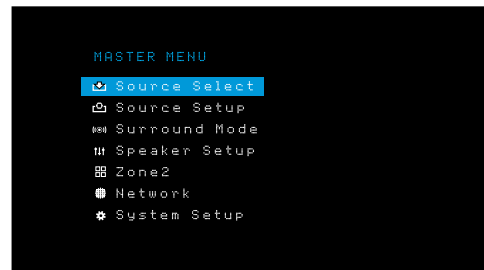 MASTER MENU
Source Select
Source Setup
Surround Mode
Speaker Setup
Zone2
Network
System Setup